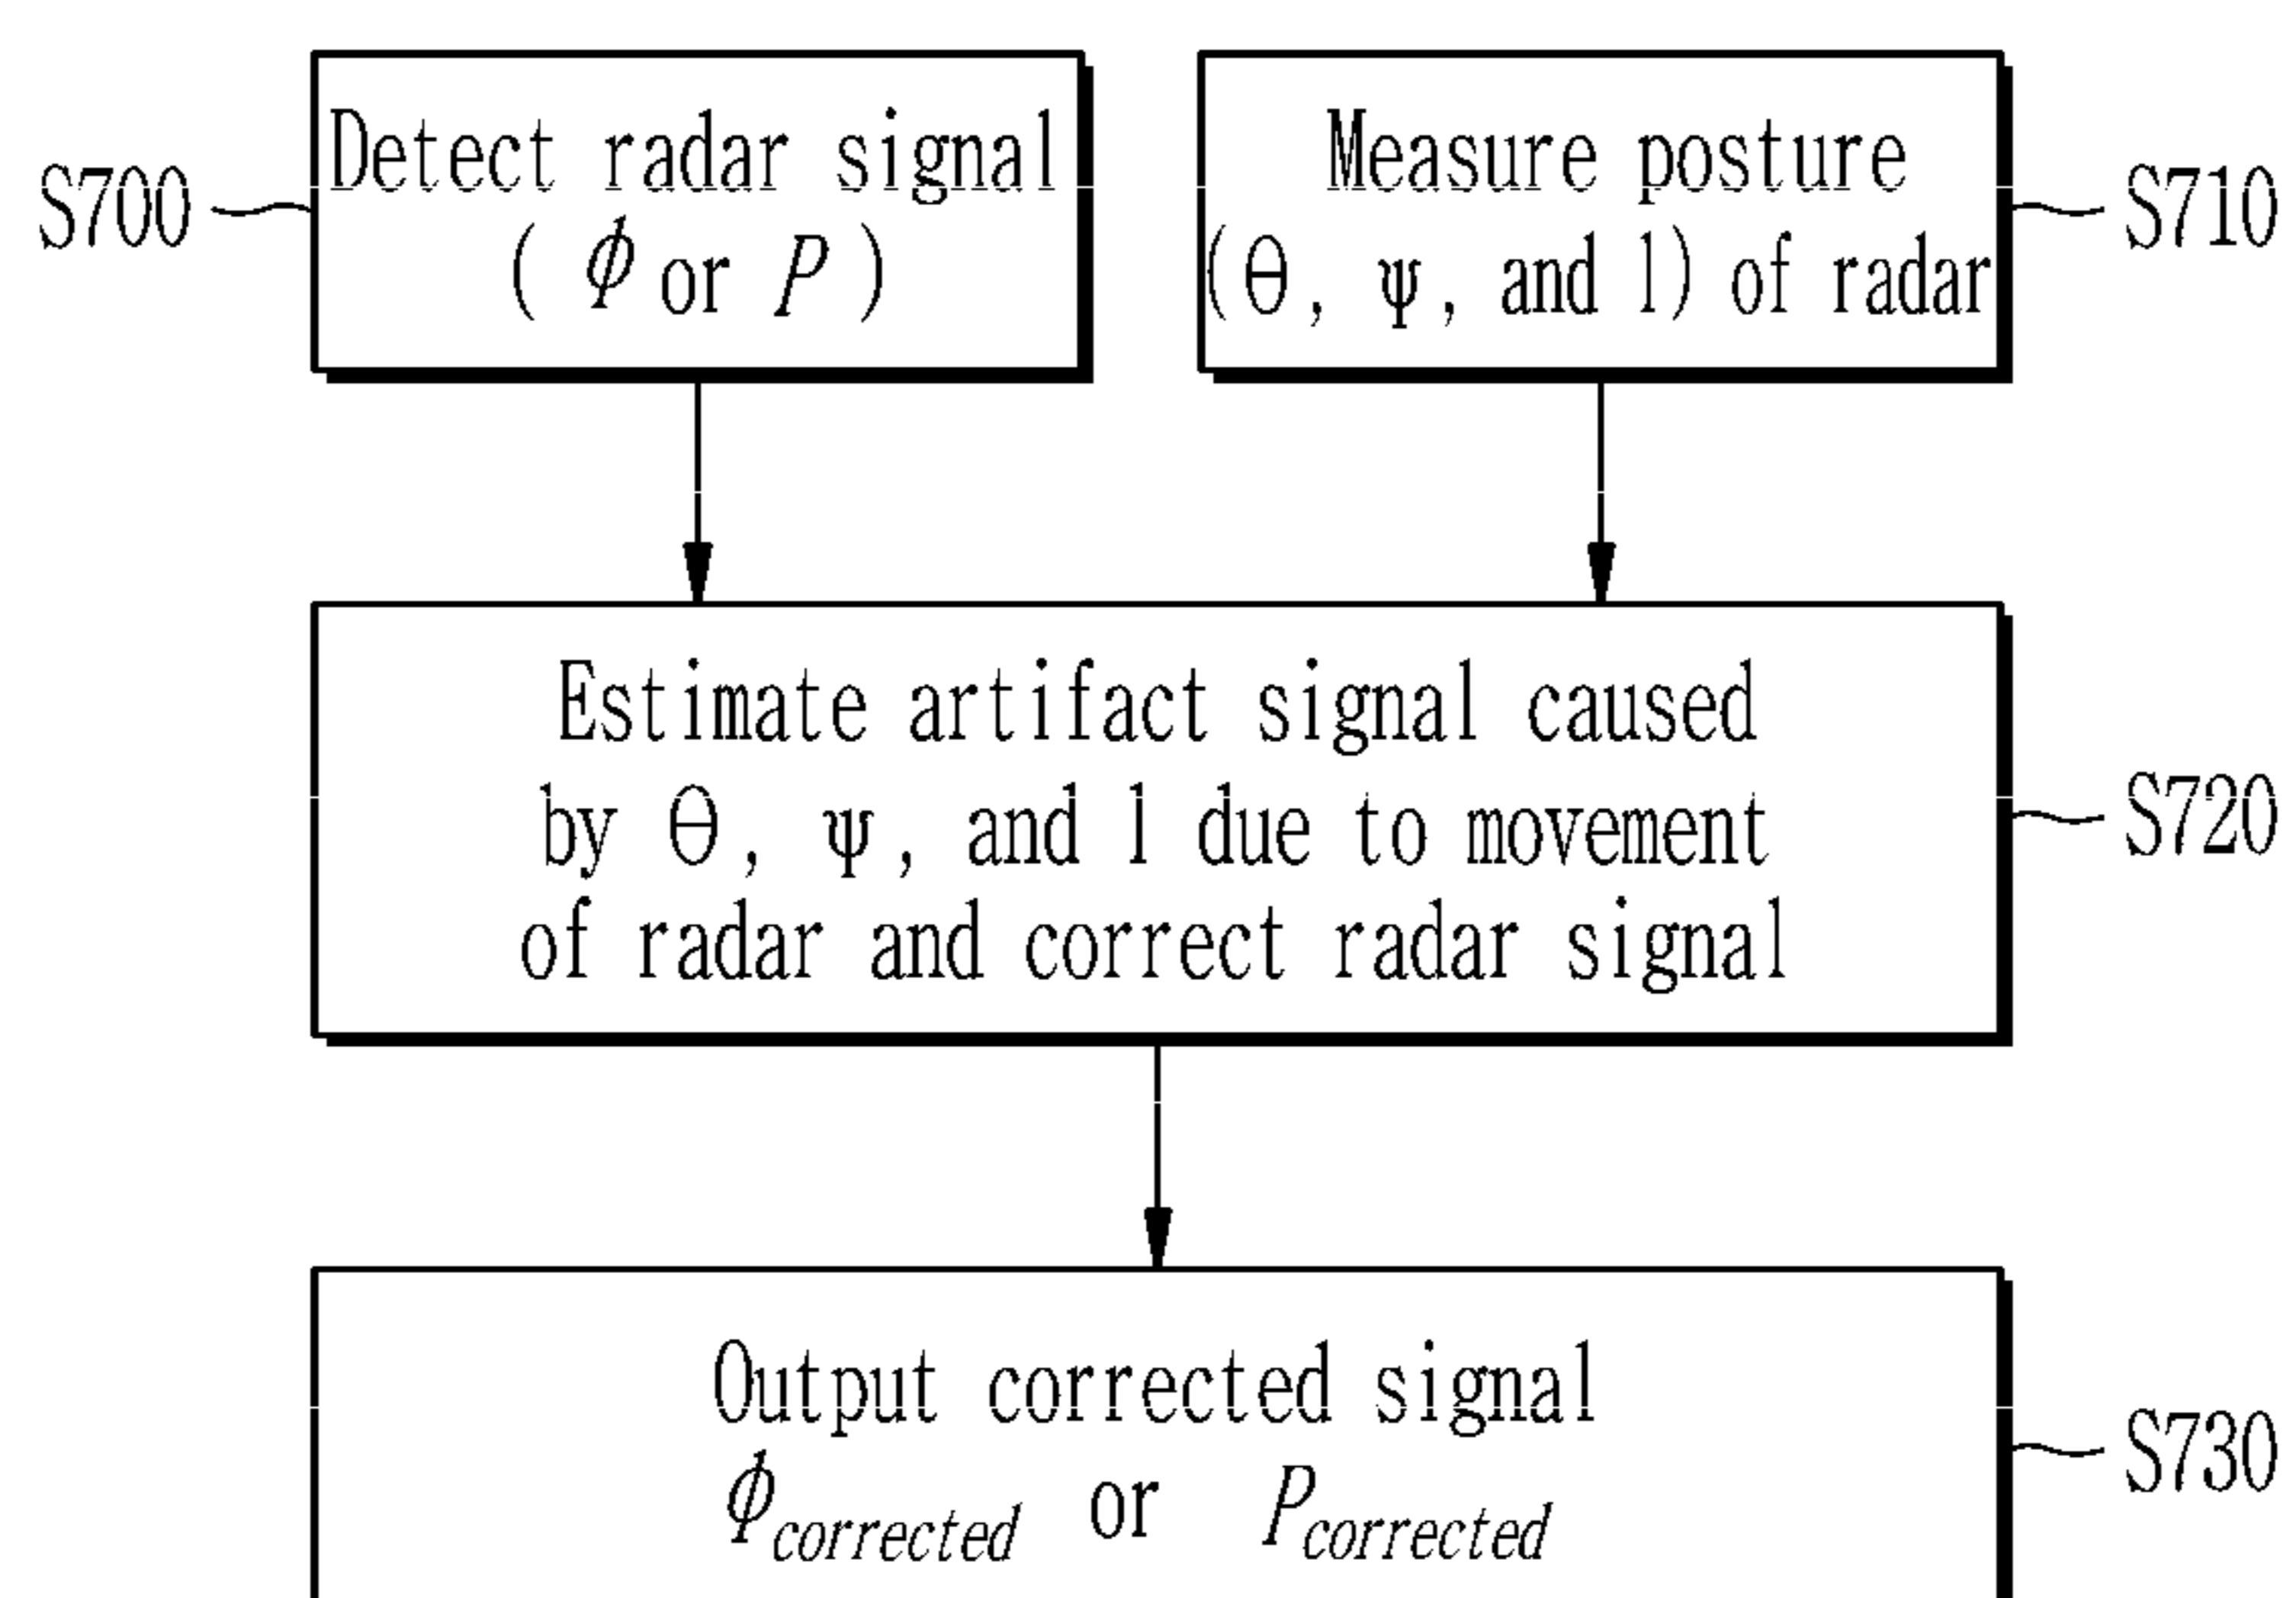 Detect radar signal
( ϕ or P )
S700
Measure posture
(θ, ψ, and l) of radar
S710
Estimate artifact signal caused
by θ, ψ, and l due to movement
of radar and correct radar signal
S720
Output corrected signal
ϕcorrected or Pcorrected
S730